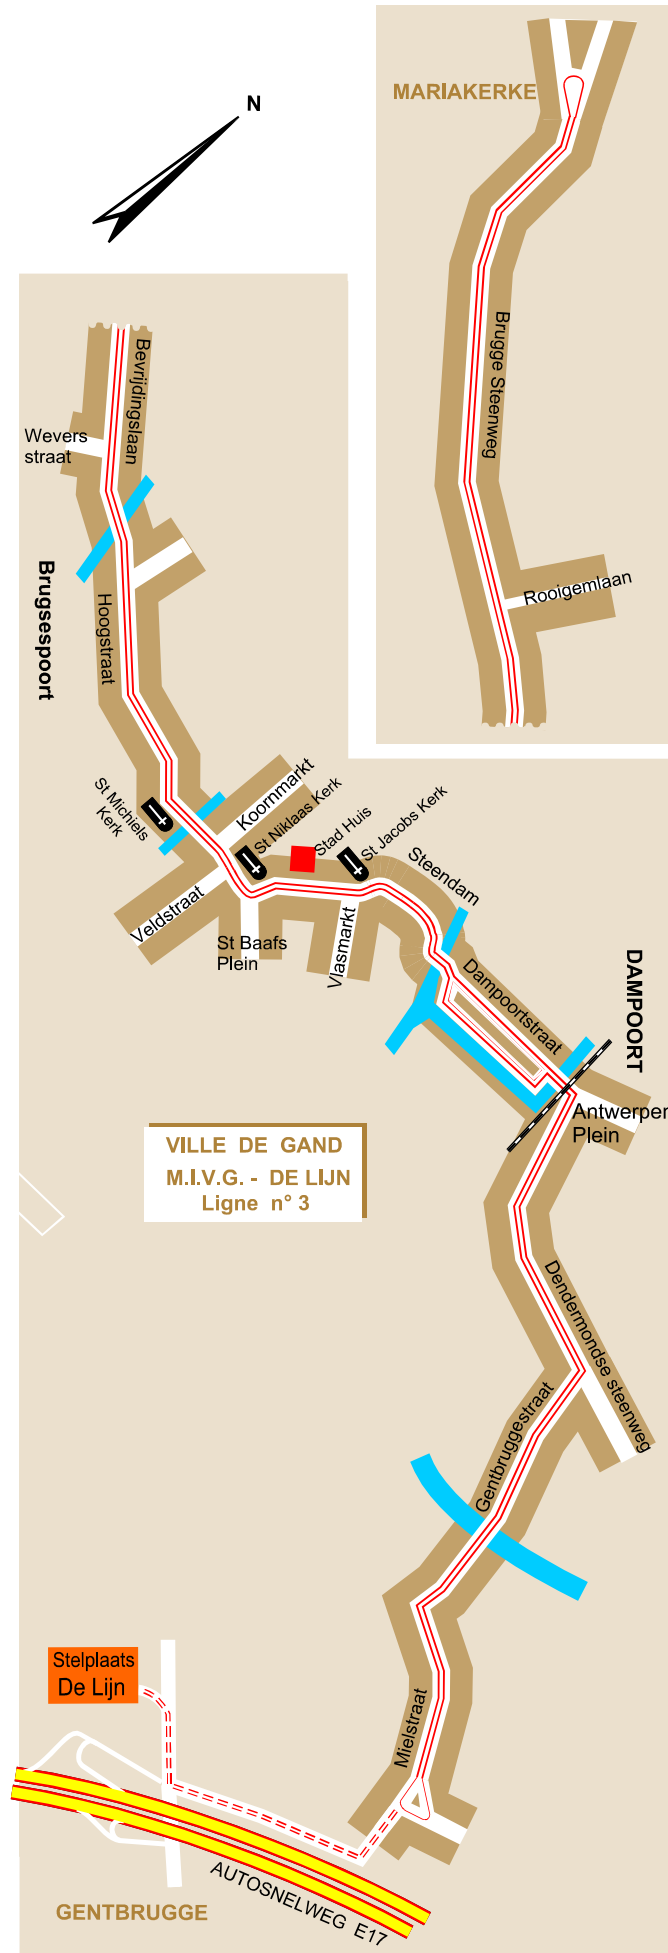 MARIAKERKE
N
Brugge Steenweg
Bevrijdingslaan
Wevers
straat
Brugsespoort
Hoogstraat
Rooigemlaan
St Michiels
Kerk
Koornmarkt
St Niklaas Kerk
Stad Huis
St Jacobs Kerk
Steendam
Veldstraat
St Baafs
Plein
Vlasmarkt
Dampoortstraat
DAMPOORT
Antwerpen
Plein
VILLE DE GAND
M.I.V.G. - DE LIJN
Ligne n° 3
Dendermondse steenweg
Gentbruggestraat
Stelplaats
De Lijn
Mielstraat
AUTOSNELWEG E17
GENTBRUGGE